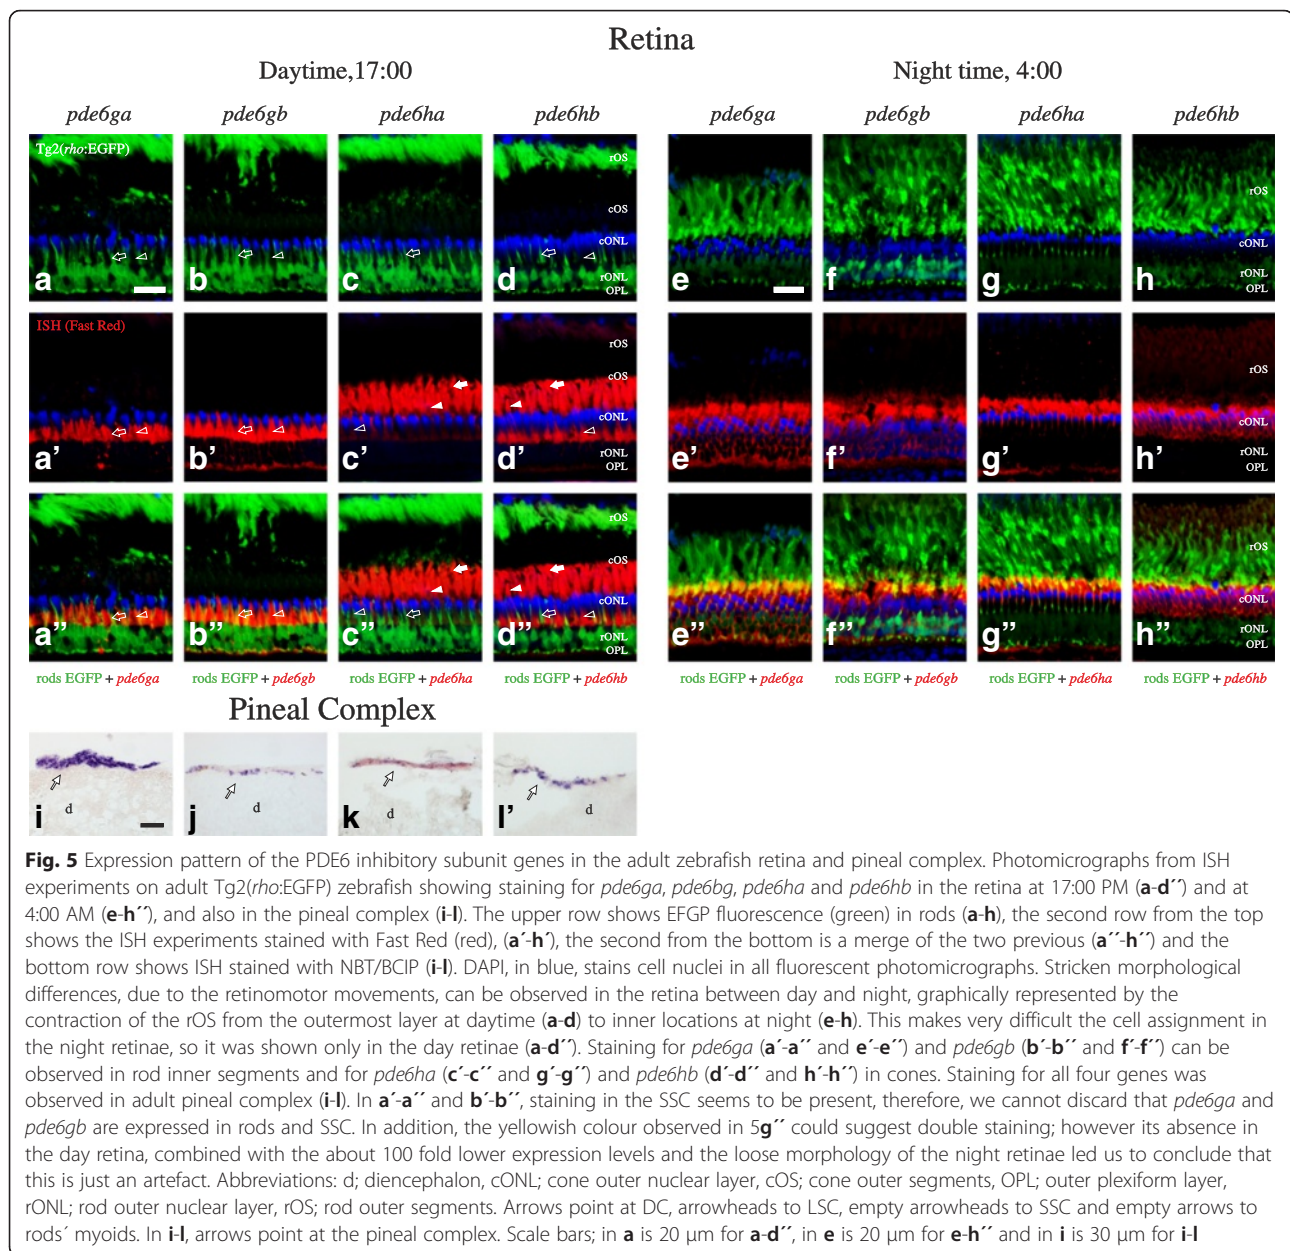 Retina
Daytime,17:00 Night time, 4:00
pde6ga pde6gb pde6ha pde6hb pde6ga pde6gb pde6ha pde6hb
Tg2(rho:EGFP)
rOS rOS
cOS
cONL cONL
rONL rONL
OPL OPL
a b c d e f g h
ISH (Fast Red)
rOS rOS
cOS
cONL cONL
rONL rONL
OPL OPL
a’ b’ c’ d’ e’ f’ g’ h’
rOS rOS
cOS
cONL cONL
rONL rONL
OPL OPL
a” b” c” d” e” f” g” h”
rods EGFP + pde6ga rods EGFP + pde6gb rods EGFP + pde6ha rods EGFP + pde6hb rods EGFP + pde6ga rods EGFP + pde6gb rods EGFP + pde6ha rods EGFP + pde6hb
Pineal Complex
i d j d k d l’ d
Fig. 5 Expression pattern of the PDE6 inhibitory subunit genes in the adult zebrafish retina and pineal complex. Photomicrographs from ISH
experiments on adult Tg2(rho:EGFP) zebrafish showing staining for pde6ga, pde6bg, pde6ha and pde6hb in the retina at 17:00 PM (a-d´´) and at
4:00 AM (e-h´´), and also in the pineal complex (i-l). The upper row shows EFGP fluorescence (green) in rods (a-h), the second row from the top
shows the ISH experiments stained with Fast Red (red), (a´-h´), the second from the bottom is a merge of the two previous (a´´-h´´) and the
bottom row shows ISH stained with NBT/BCIP (i-l). DAPI, in blue, stains cell nuclei in all fluorescent photomicrographs. Stricken morphological
differences, due to the retinomotor movements, can be observed in the retina between day and night, graphically represented by the
contraction of the rOS from the outermost layer at daytime (a-d) to inner locations at night (e-h). This makes very difficult the cell assignment in
the night retinae, so it was shown only in the day retinae (a-d´´). Staining for pde6ga (a´-a´´ and e´-e´´) and pde6gb (b´-b´´ and f´-f´´) can be
observed in rod inner segments and for pde6ha (c´-c´´ and g´-g´´) and pde6hb (d´-d´´ and h´-h´´) in cones. Staining for all four genes was
observed in adult pineal complex (i-l). In a´-a´´ and b´-b´´, staining in the SSC seems to be present, therefore, we cannot discard that pde6ga and
pde6gb are expressed in rods and SSC. In addition, the yellowish colour observed in 5g´´ could suggest double staining; however its absence in
the day retina, combined with the about 100 fold lower expression levels and the loose morphology of the night retinae led us to conclude that
this is just an artefact. Abbreviations: d; diencephalon, cONL; cone outer nuclear layer, cOS; cone outer segments, OPL; outer plexiform layer,
rONL; rod outer nuclear layer, rOS; rod outer segments. Arrows point at DC, arrowheads to LSC, empty arrowheads to SSC and empty arrows to
rods´ myoids. In i-l, arrows point at the pineal complex. Scale bars; in a is 20 μm for a-d´´, in e is 20 μm for e-h´´ and in i is 30 μm for i-l